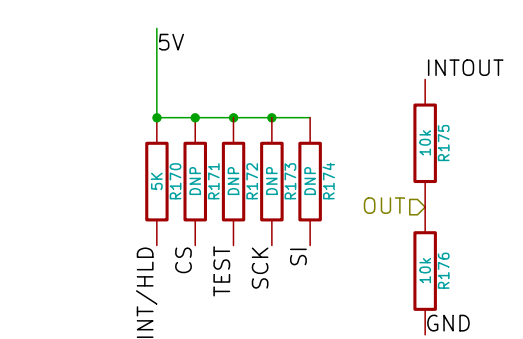 5V
5K
R170
DNP
R171
DNP
R172
DNP
R173
DNP
R174
INT/HLD
CS
TEST
SCK
SI
INTOUT
10k
R175
OUT
10k
R176
GND